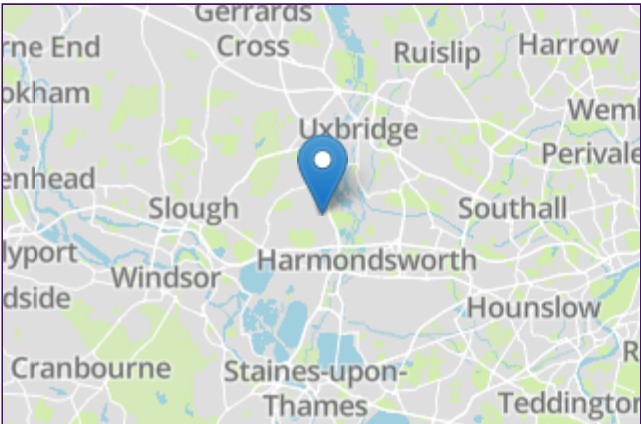 Gerrards
Cross
rne End
Ruislip
Harrow
okham
Uxbridge
Weml
Perivale
enhead
Slough
Southall
lyport
Harmondsworth
Windsor
dside
Hounslow
Cranbourne
Staines-upon-
Thames
R
Teddington